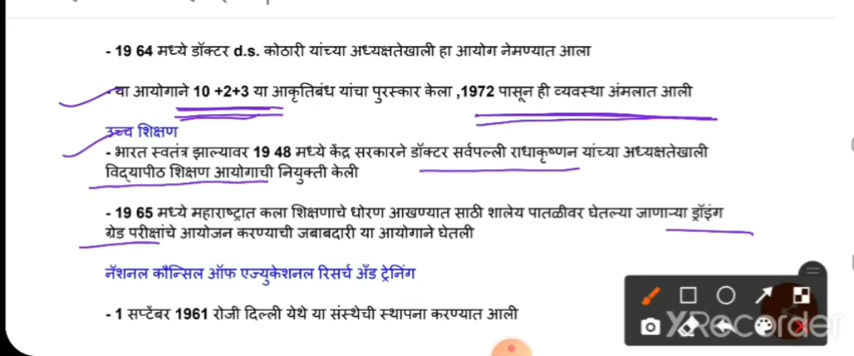 - 19 64 मध्ये डॉक्टर d.s. कोठारी यांच्या अध्यक्षतेखाली हा आयोग नेमण्यात आला
- या आयोगाने 10 +2+3 या आकृतिबंध यांचा पुरस्कार केला ,1972 पासून ही व्यवस्था अंमलात आली
उच्च शिक्षण
- भारत स्वतंत्र झाल्यावर 19 48 मध्ये केंद्र सरकारने डॉक्टर सर्वपल्ली राधाकृष्णन यांच्या अध्यक्षतेखाली
विद्यापीठ शिक्षण आयोगाची नियुक्ती केली
- 19 65 मध्ये महाराष्ट्रात कला शिक्षणाचे धोरण आखण्यात साठी शालेय पातळीवर घेतल्या जाणाऱ्या ड्रॉइंग
ग्रेड परीक्षांचे आयोजन करण्याची जबाबदारी या आयोगाने घेतली
नॅशनल कौन्सिल ऑफ एज्युकेशनल रिसर्च अँड ट्रेनिंग
- 1 सप्टेंबर 1961 रोजी दिल्ली येथे या संस्थेची स्थापना करण्यात आली
XRecorder